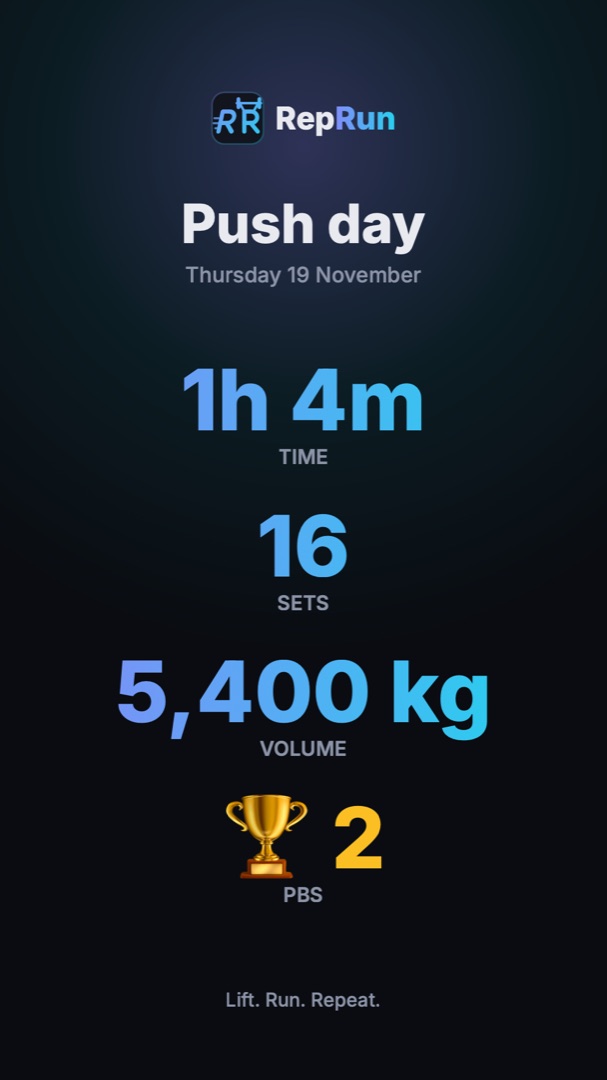 RR RepRun
Push day
Thursday 19 November
1h 4m
TIME
16
SETS
5,400 kg
VOLUME
🏆 2
PBS
Lift. Run. Repeat.